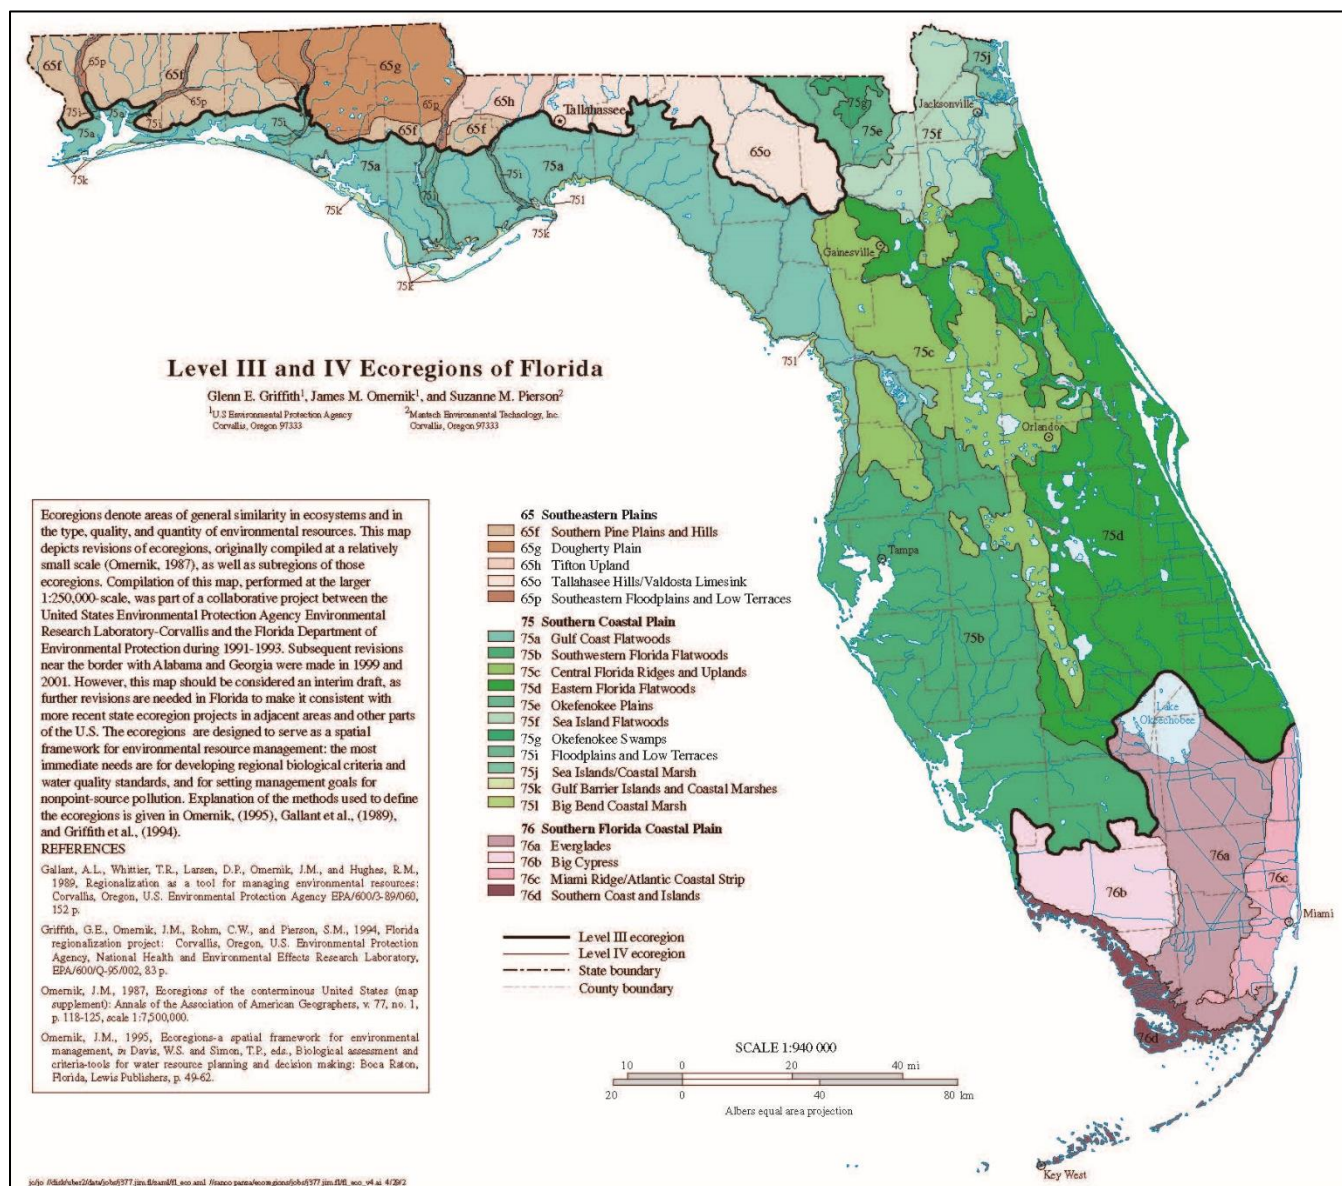 65f
65p
65f
65p
65g
65p
65f
65h
65f
75i
75a
75a
75i
75i
75k
75a
75k
75i
75k
75i
75a
75l
75k
Tallahassee
65o
75g
75e
75j
Jacksonville
75f
Gainesville
75l
75c
Orlando
75d
Tampa
75b
Lake
Okeechobee
76a
76b
76c
Miami
76d
Key West
Level III and IV Ecoregions of Florida
Glenn E. Griffith1, James M. Omernik1, and Suzanne M. Pierson2
1U.S Environmental Protection Agency
Corvallis, Oregon 97333
2Mantech Environmental Technology, Inc.
Corvallis, Oregon 97333
Ecoregions denote areas of general similarity in ecosystems and in
the type, quality, and quantity of environmental resources. This map
depicts revisions of ecoregions, originally compiled at a relatively
small scale (Omernik, 1987), as well as subregions of those
ecoregions. Compilation of this map, performed at the larger
1:250,000-scale, was part of a collaborative project between the
United States Environmental Protection Agency Environmental
Research Laboratory-Corvallis and the Florida Department of
Environmental Protection during 1991-1993. Subsequent revisions
near the border with Alabama and Georgia were made in 1999 and
2001. However, this map should be considered an interim draft, as
further revisions are needed in Florida to make it consistent with
more recent state ecoregion projects in adjacent areas and other parts
of the U.S. The ecoregions are designed to serve as a spatial
framework for environmental resource management: the most
immediate needs are for developing regional biological criteria and
water quality standards, and for setting management goals for
nonpoint-source pollution. Explanation of the methods used to define
the ecoregions is given in Omernik, (1995), Gallant et al., (1989),
and Griffith et al., (1994).
REFERENCES
Gallant, A.L., Whittier, T.R., Larsen, D.P., Omernik, J.M., and Hughes, R.M.,
1989, Regionalization as a tool for managing environmental resources:
Corvallis, Oregon, U.S. Environmental Protection Agency EPA/600/3-89/060,
152 p.
Griffith, G.E., Omernik, J.M., Rohm, C.W., and Pierson, S.M., 1994, Florida
regionalization project: Corvallis, Oregon, U.S. Environmental Protection
Agency, National Health and Environmental Effects Research Laboratory,
EPA/600/Q-95/002, 83 p.
Omernik, J.M., 1987, Ecoregions of the conterminous United States (map
supplement): Annals of the Association of American Geographers, v. 77, no. 1,
p. 118-125, scale 1:7,500,000.
Omernik, J.M., 1995, Ecoregions-a spatial framework for environmental
management, in Davis, W.S. and Simon, T.P., eds., Biological assessment and
criteria-tools for water resource planning and decision making: Boca Raton,
Florida, Lewis Publishers, p. 49-62.
65 Southeastern Plains
65f Southern Pine Plains and Hills
65g Dougherty Plain
65h Tifton Upland
65o Tallahasee Hills/Valdosta Limesink
65p Southeastern Floodplains and Low Terraces
75 Southern Coastal Plain
75a Gulf Coast Flatwoods
75b Southwestern Florida Flatwoods
75c Central Florida Ridges and Uplands
75d Eastern Florida Flatwoods
75e Okefenokee Plains
75f Sea Island Flatwoods
75g Okefenokee Swamps
75i Floodplains and Low Terraces
75j Sea Islands/Coastal Marsh
75k Gulf Barrier Islands and Coastal Marshes
75l Big Bend Coastal Marsh
76 Southern Florida Coastal Plain
76a Everglades
76b Big Cypress
76c Miami Ridge/Atlantic Coastal Strip
76d Southern Coast and Islands
Level III ecoregion
Level IV ecoregion
State boundary
County boundary
SCALE 1:940 000
10 0 20 40 mi
20 0 40 80 km
Albers equal area projection